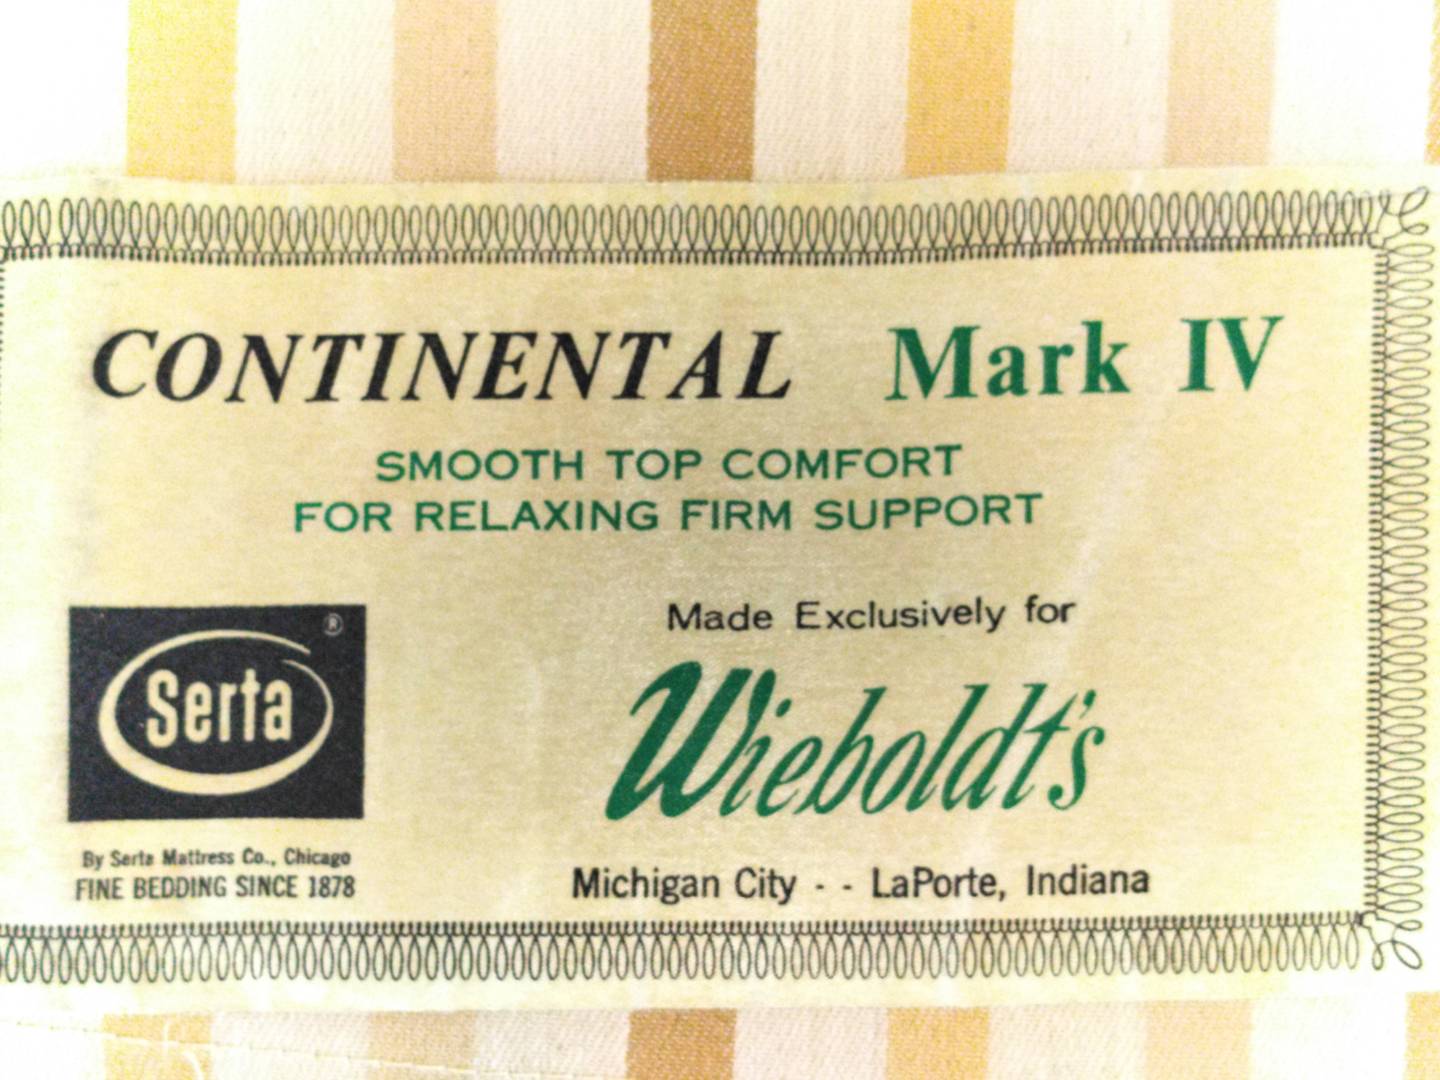 CONTINENTAL Mark IV
SMOOTH TOP COMFORT
FOR RELAXING FIRM SUPPORT
Serta®
By Serta Mattress Co., Chicago
FINE BEDDING SINCE 1878
Made Exclusively for
Wieboldt's
Michigan City - - LaPorte, Indiana